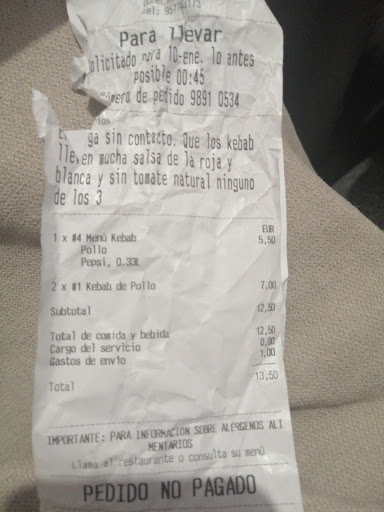 Para llevar
solicitado para 10-ene. lo antes
posible 00:45
número de pedido 9891 0534
ga sin contacto. Que los kebab
lleven mucha salsa de la roja y
blanca y sin tomate natural ninguno
de los 3
EUR
1 x #4 Menú Kebab 5,50
Pollo
Pepsi, 0.33L
2 x #1 Kebab de Pollo 7,00
Subtotal 12,50
Total de comida y bebida 12,50
Cargo del servicio 0,00
Gastos de envío 1,00
Total 13,50
IMPORTANTE: PARA INFORMACION SOBRE ALERGENOS ALI
MENTARIOS
Llama al restaurante o consulta su menú
PEDIDO NO PAGADO